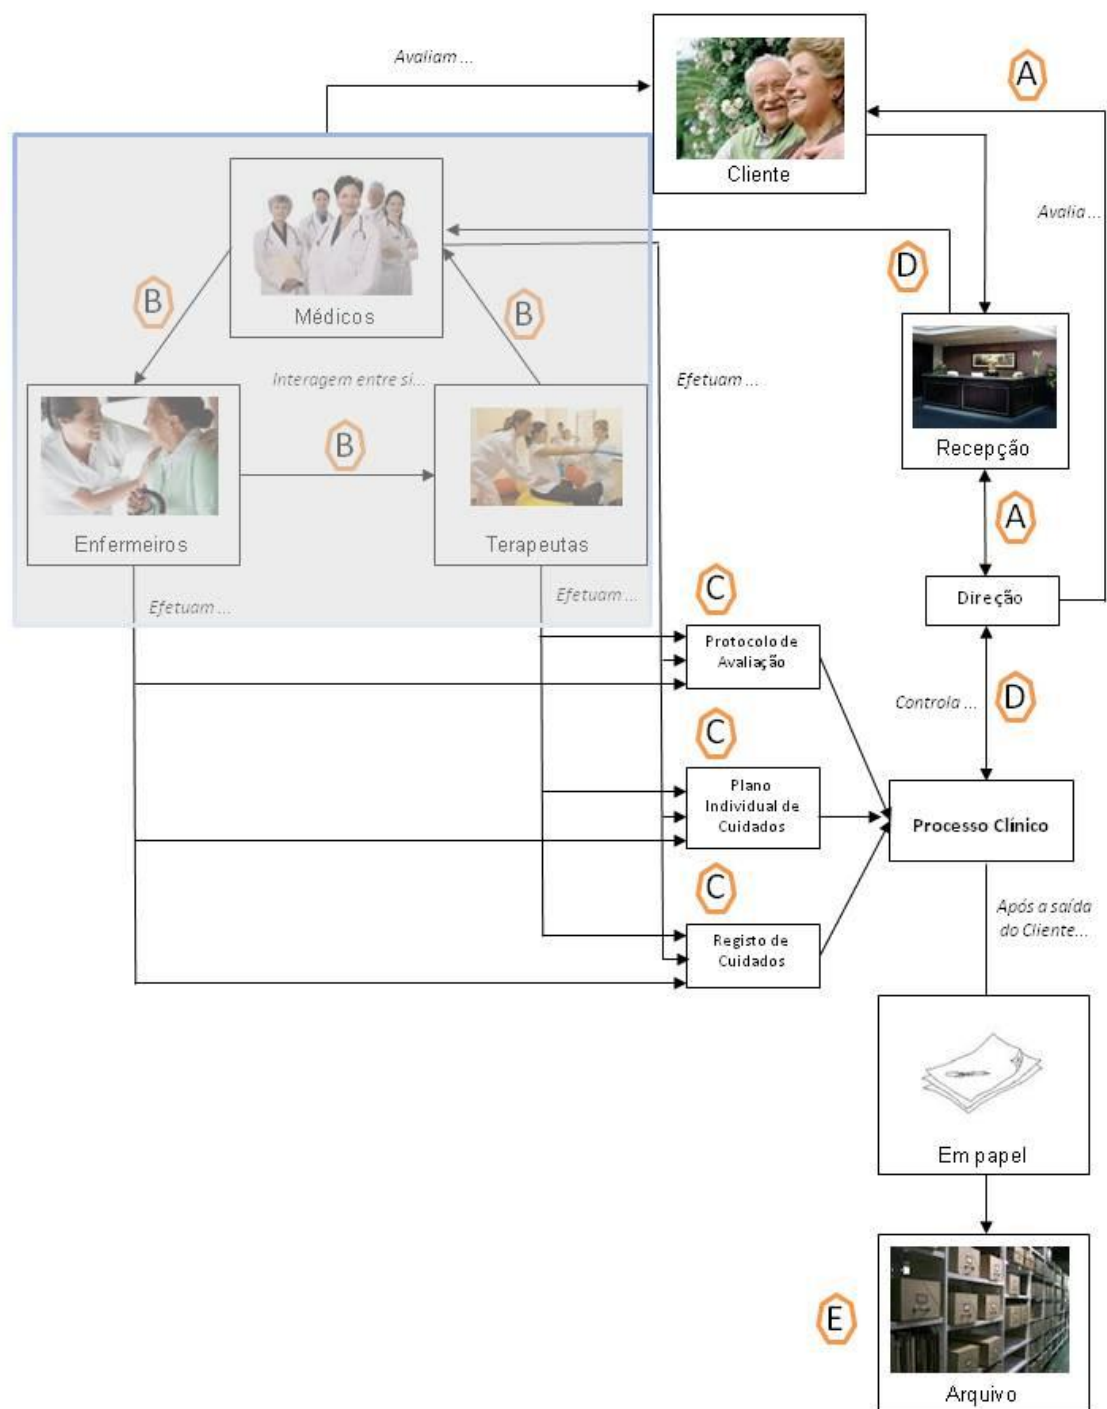 Avaliam ...
A
Cliente
Avalia ...
D
Médicos
B
B
Interagem entre si...
Efetuam ...
Recepção
B
A
Enfermeiros
Terapeutas
Efetuam ...
Efetuam ...
C
Direção
Protocolo de
Avaliação
Controla ...
D
C
Plano
Individual de
Cuidados
Processo Clínico
C
Registo de
Cuidados
Após a saída
do Cliente...
Em papel
E
Arquivo